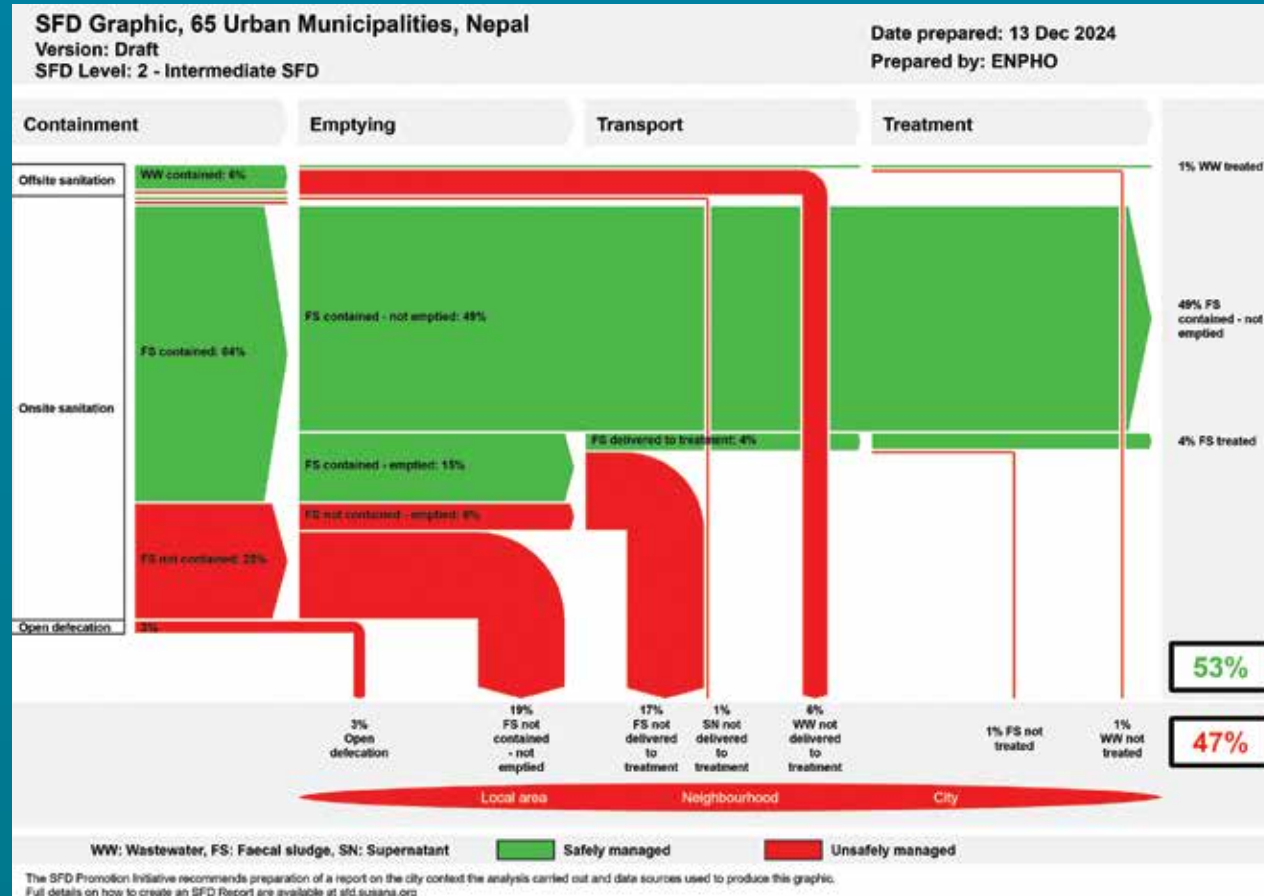 SFD Graphic, 65 Urban Municipalities, Nepal
Version: Draft
SFD Level: 2 - Intermediate SFD
Date prepared: 13 Dec 2024
Prepared by: ENPHO
Containment
Emptying
Transport
Treatment
Offsite sanitation
WW contained: 6%
1% WW treated
FS contained - not emptied: 49%
49% FS
contained - not
emptied
FS contained: 64%
Onsite sanitation
FS delivered to treatment: 4%
4% FS treated
FS contained - emptied: 15%
FS not contained - emptied: 6%
FS not contained: 25%
Open defecation
3%
53%
3%
Open
defecation
19%
FS not
contained
- not
emptied
17%
FS not
delivered
to
treatment
1%
SN not
delivered
to
treatment
6%
WW not
delivered
to
treatment
1% FS not
treated
1%
WW not
treated
47%
Local area
Neighbourhood
City
WW: Wastewater, FS: Faecal sludge, SN: Supernatant
Safely managed
Unsafely managed
The SFD Promotion Initiative recommends preparation of a report on the city context the analysis carried out and data sources used to produce this graphic.
Full details on how to create an SFD Report are available at sfd.susana.org